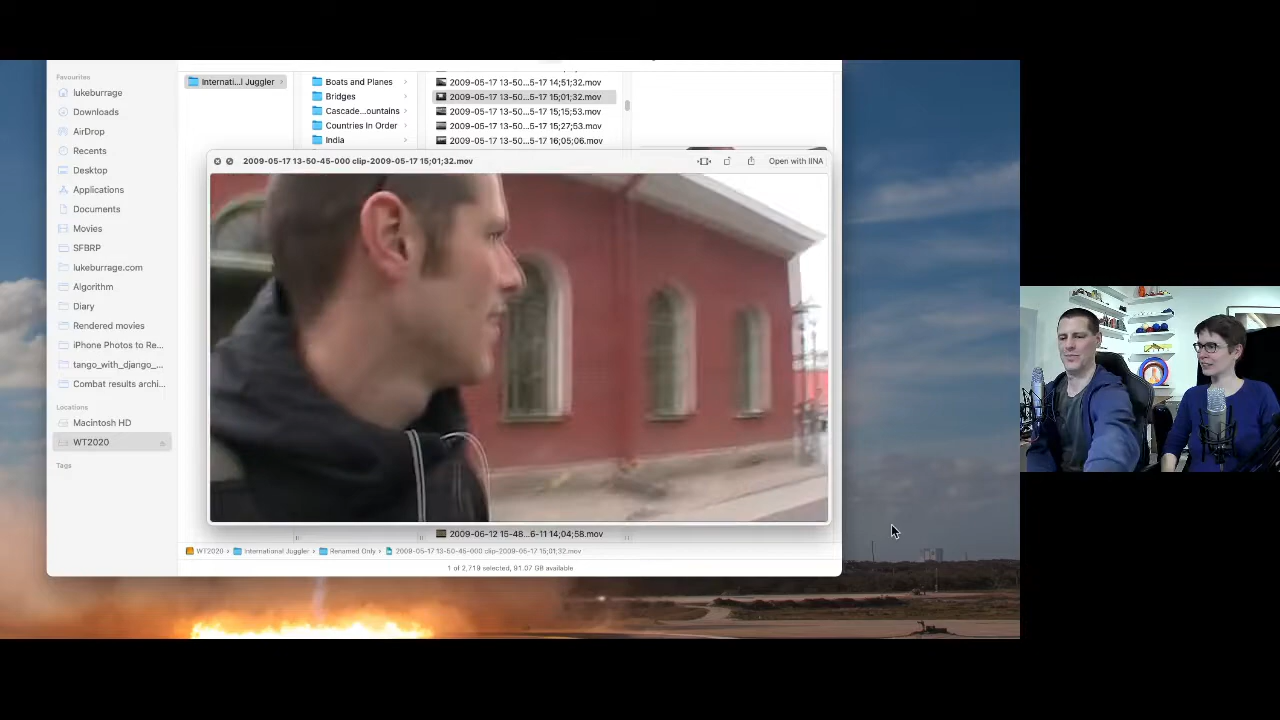 Favourites
lukeburrage
Downloads
AirDrop
Recents
Desktop
Applications
Documents
Movies
SFBRP
lukeburrage.com
Algorithm
Diary
Rendered movies
iPhone Photos to Re...
tango_with_django_...
Combat results archi...
Locations
Macintosh HD
WT2020
Tags
Internati...l Juggler
Boats and Planes
Bridges
Cascade...ountains
Countries In Order
India
2009-05-17 13-50...5-17 14;51;32.mov
2009-05-17 13-50...5-17 15;01;32.mov
2009-05-17 13-50...5-17 15;15;53.mov
2009-05-17 13-50...5-17 15;27;53.mov
2009-05-17 13-50...5-17 16;05;06.mov
2009-05-17 13-50-45-000 clip-2009-05-17 15;01;32.mov
Open with IINA
2009-06-12 15-48...6-11 14;04;58.mov
WT2020 › International Juggler › Renamed Only › 2009-05-17 13-50-45-000 clip-2009-05-17 15;01;32.mov
1 of 2,719 selected, 91.07 GB available